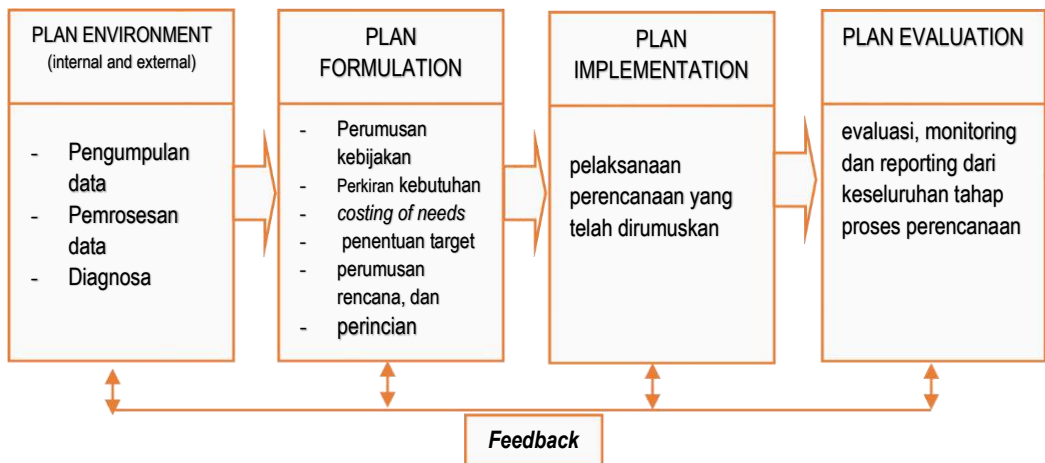 PLAN ENVIRONMENT
(internal and external)
- Pengumpulan
data
- Pemrosesan
data
- Diagnosa
PLAN
FORMULATION
- Perumusan
kebijakan
- Perkiran kebutuhan
- costing of needs
- penentuan target
- perumusan
rencana, dan
- perincian
PLAN
IMPLEMENTATION
pelaksanaan
perencanaan yang
telah dirumuskan
PLAN EVALUATION
evaluasi, monitoring
dan reporting dari
keseluruhan tahap
proses perencanaan
Feedback